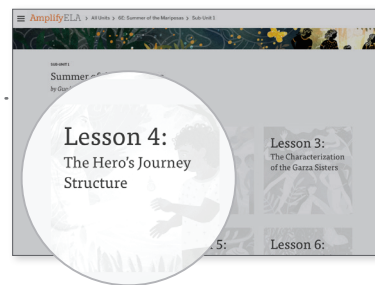 AmplifyELA > All Units > 6E: Summer of the Mariposas > Sub-Unit 1
SUB-UNIT 1
Summer of
by Gu
Lesson 4:
The Hero's Journey
Structure
Lesson 3:
The Characterization
of the Garza Sisters
5:
Lesson 6: